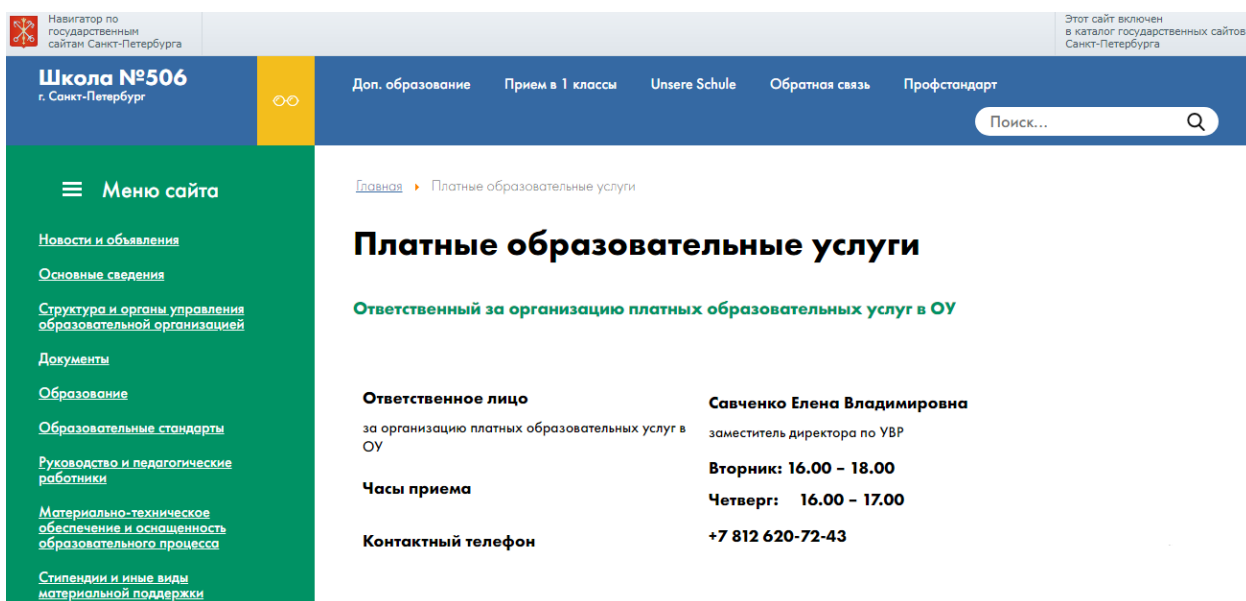 Навигатор по
государственным
сайтам Санкт-Петербурга
Этот сайт включен
в каталог государственных сайтов
Санкт-Петербурга
Школа №506
г. Санкт-Петербург
Доп. образование Прием в 1 классы Unsere Schule Обратная связь Профстандарт
Поиск...
Меню сайта
Новости и объявления
Основные сведения
Структура и органы управления
образовательной организацией
Документы
Образование
Образовательные стандарты
Руководство и педагогические
работники
Материально-техническое
обеспечение и оснащенность
образовательного процесса
Стипендии и иные виды
материальной поддержки
Главная Платные образовательные услуги
Платные образовательные услуги
Ответственный за организацию платных образовательных услуг в ОУ
Ответственное лицо
за организацию платных образовательных услуг в
ОУ
Савченко Елена Владимировна
заместитель директора по УВР
Часы приема
Вторник: 16.00 – 18.00
Четверг: 16.00 – 17.00
Контактный телефон
+7 812 620-72-43